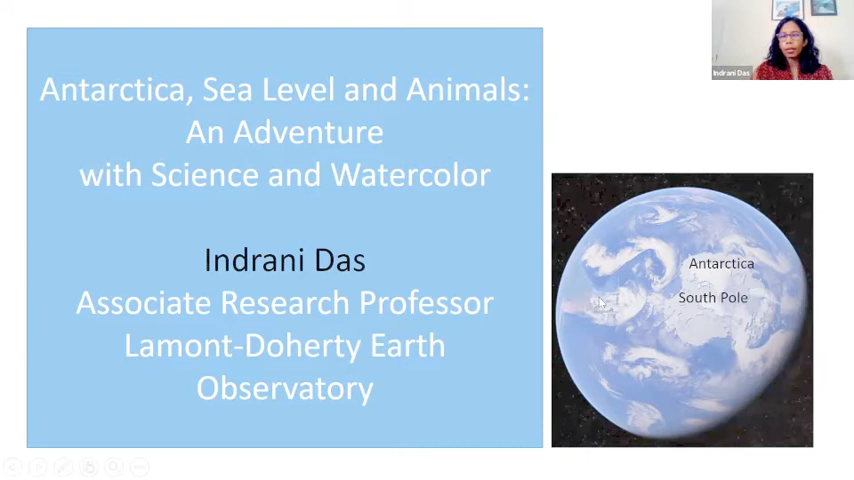 Antarctica, Sea Level and Animals:
An Adventure
with Science and Watercolor
Indrani Das
Associate Research Professor
Lamont-Doherty Earth
Observatory
Indrani Das
Antarctica
South Pole